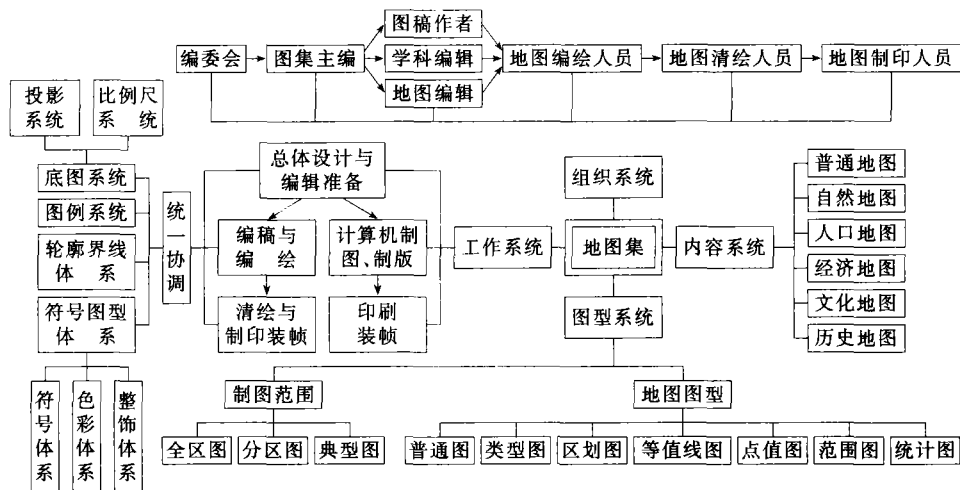 图稿作者
编委会
图集主编
学科编辑
地图编绘人员
地图清绘人员
地图制印人员
地图编辑
投影
系统
比例尺
系 统
总体设计与
编辑准备
组织系统
普通地图
底图系统
自然地图
图例系统
统一协调
编稿与
编 绘
计算机制
图、制版
工作系统
地图集
内容系统
人口地图
轮廓界线
体 系
经济地图
符号图型
体 系
清绘与
制印装帧
印刷
装帧
图型系统
文化地图
历史地图
制图范围
地图图型
符号体系
色彩体系
整饰体系
全区图
分区图
典型图
普通图
类型图
区划图
等值线图
点值图
范围图
统计图